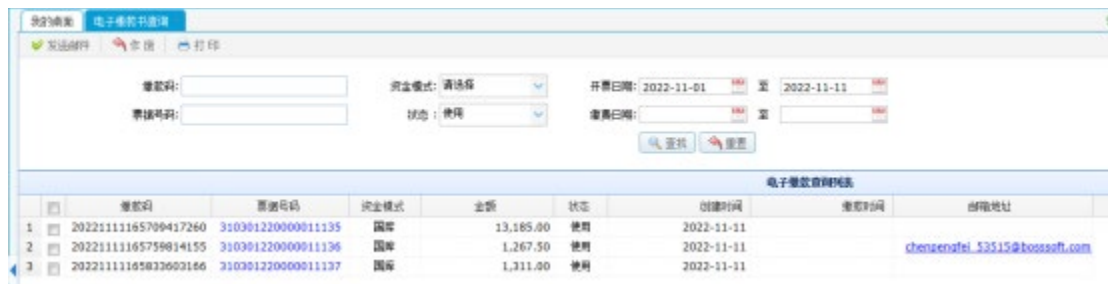 我的桌面 电子缴款书查询
发送邮件 作废 打印
缴款码: 资金模式: 请选择 开票日期: 2022-11-01 至 2022-11-11
票据号码: 状态: 使用 缴费日期: 至
查找 重置
电子缴款查询列表
缴款码 票据号码 资金模式 金额 状态 创建时间 缴款时间 邮箱地址
1 20221111165709417260 310301220000011135 国库 13,185.00 使用 2022-11-11
2 20221111165759814155 310301220000011136 国库 1,267.50 使用 2022-11-11 chenpengfei_53515@bosssoft.com
3 20221111165833603166 310301220000011137 国库 1,311.00 使用 2022-11-11